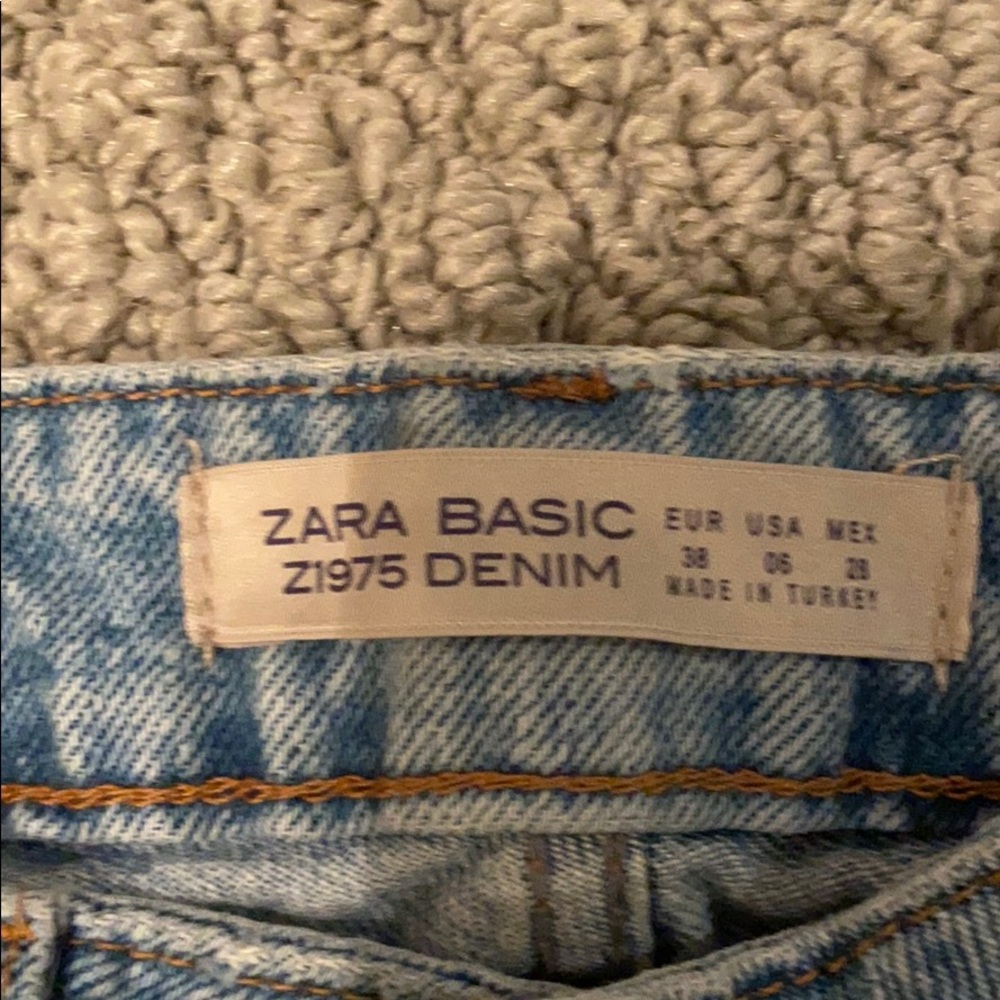 ZARA BASIC
Z1975 DENIM
EUR USA MEX
38 06 28
MADE IN TURKEY